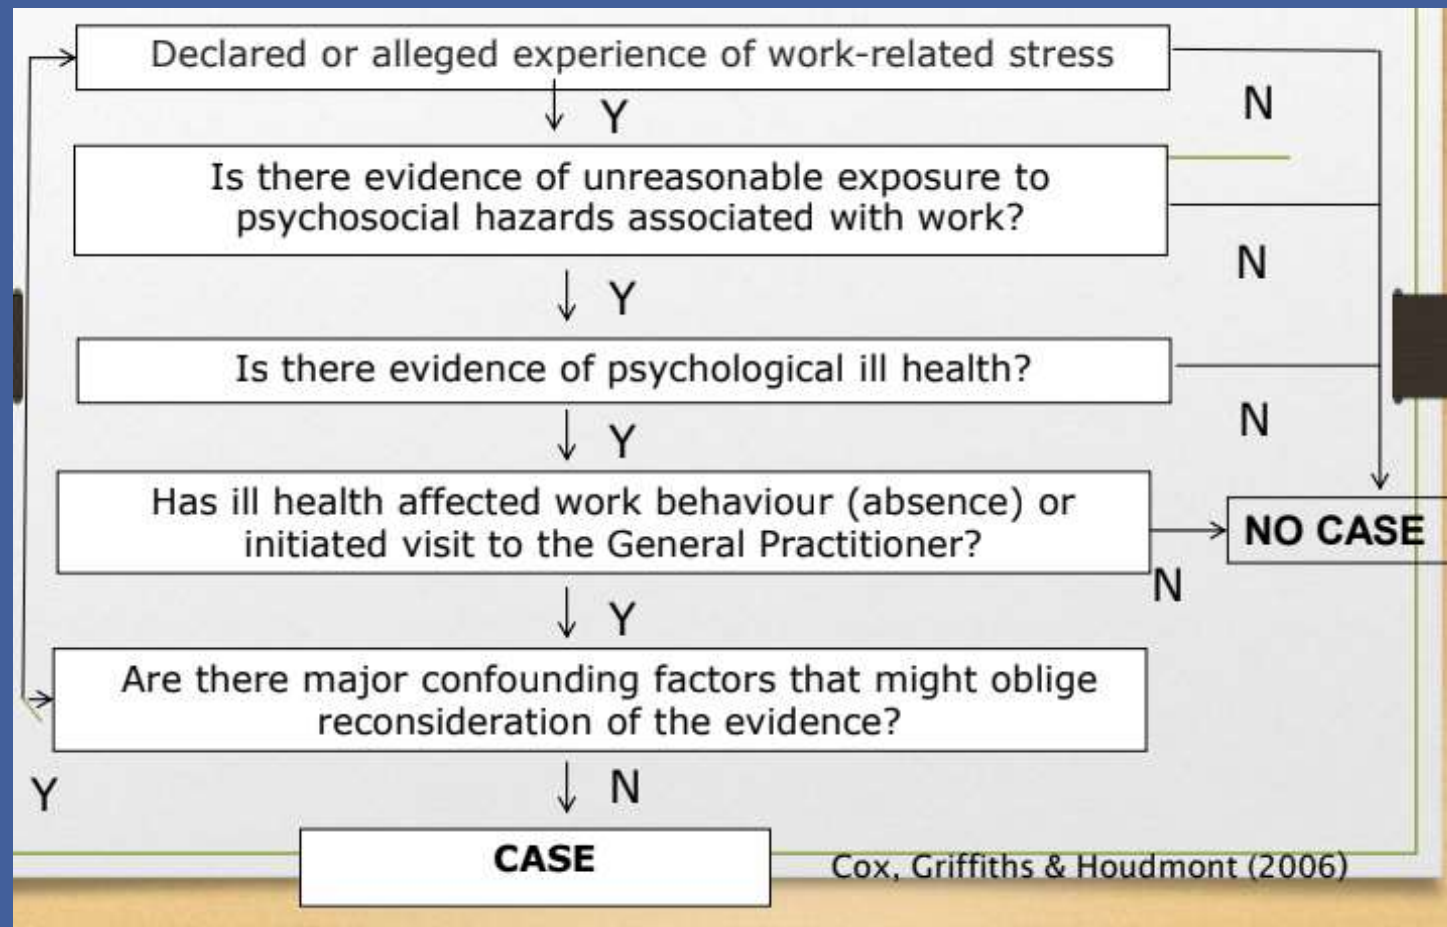 Declared or alleged experience of work-related stress
Y
N
Is there evidence of unreasonable exposure to
psychosocial hazards associated with work?
Y
N
Is there evidence of psychological ill health?
Y
N
Has ill health affected work behaviour (absence) or
initiated visit to the General Practitioner?
NO CASE
N
Y
Are there major confounding factors that might oblige
reconsideration of the evidence?
Y
N
CASE
Cox, Griffiths & Houdmont (2006)